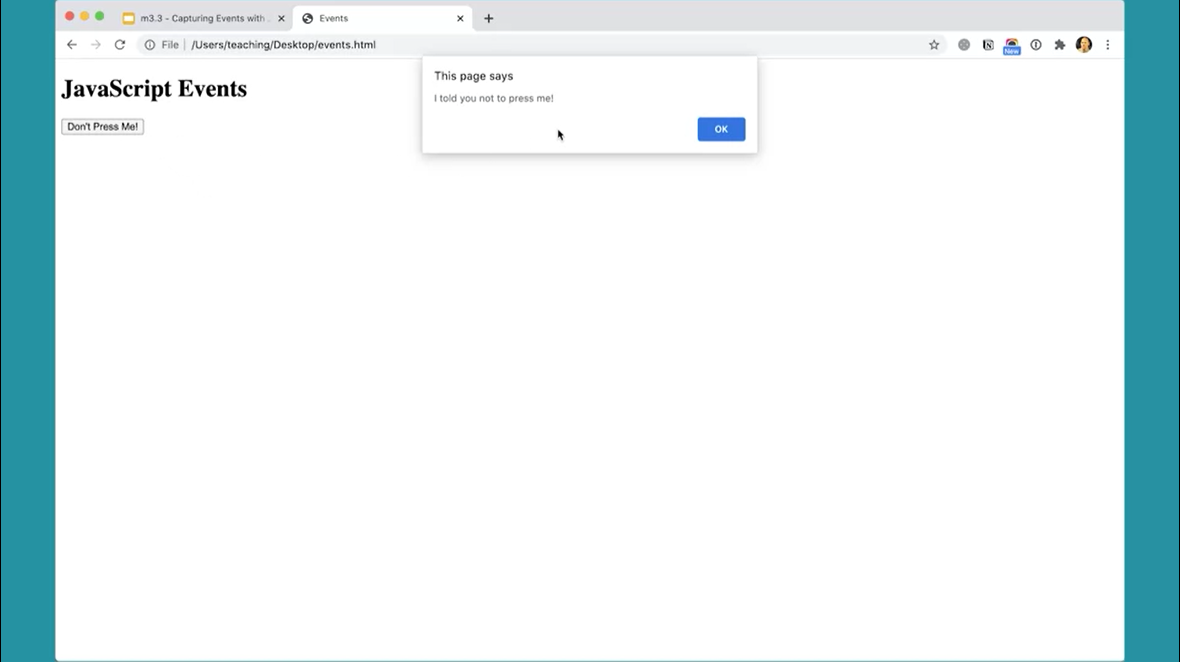 m3.3 - Capturing Events with
Events
File
/Users/teaching/Desktop/events.html
New
This page says
I told you not to press me!
OK
JavaScript Events
Don't Press Me!